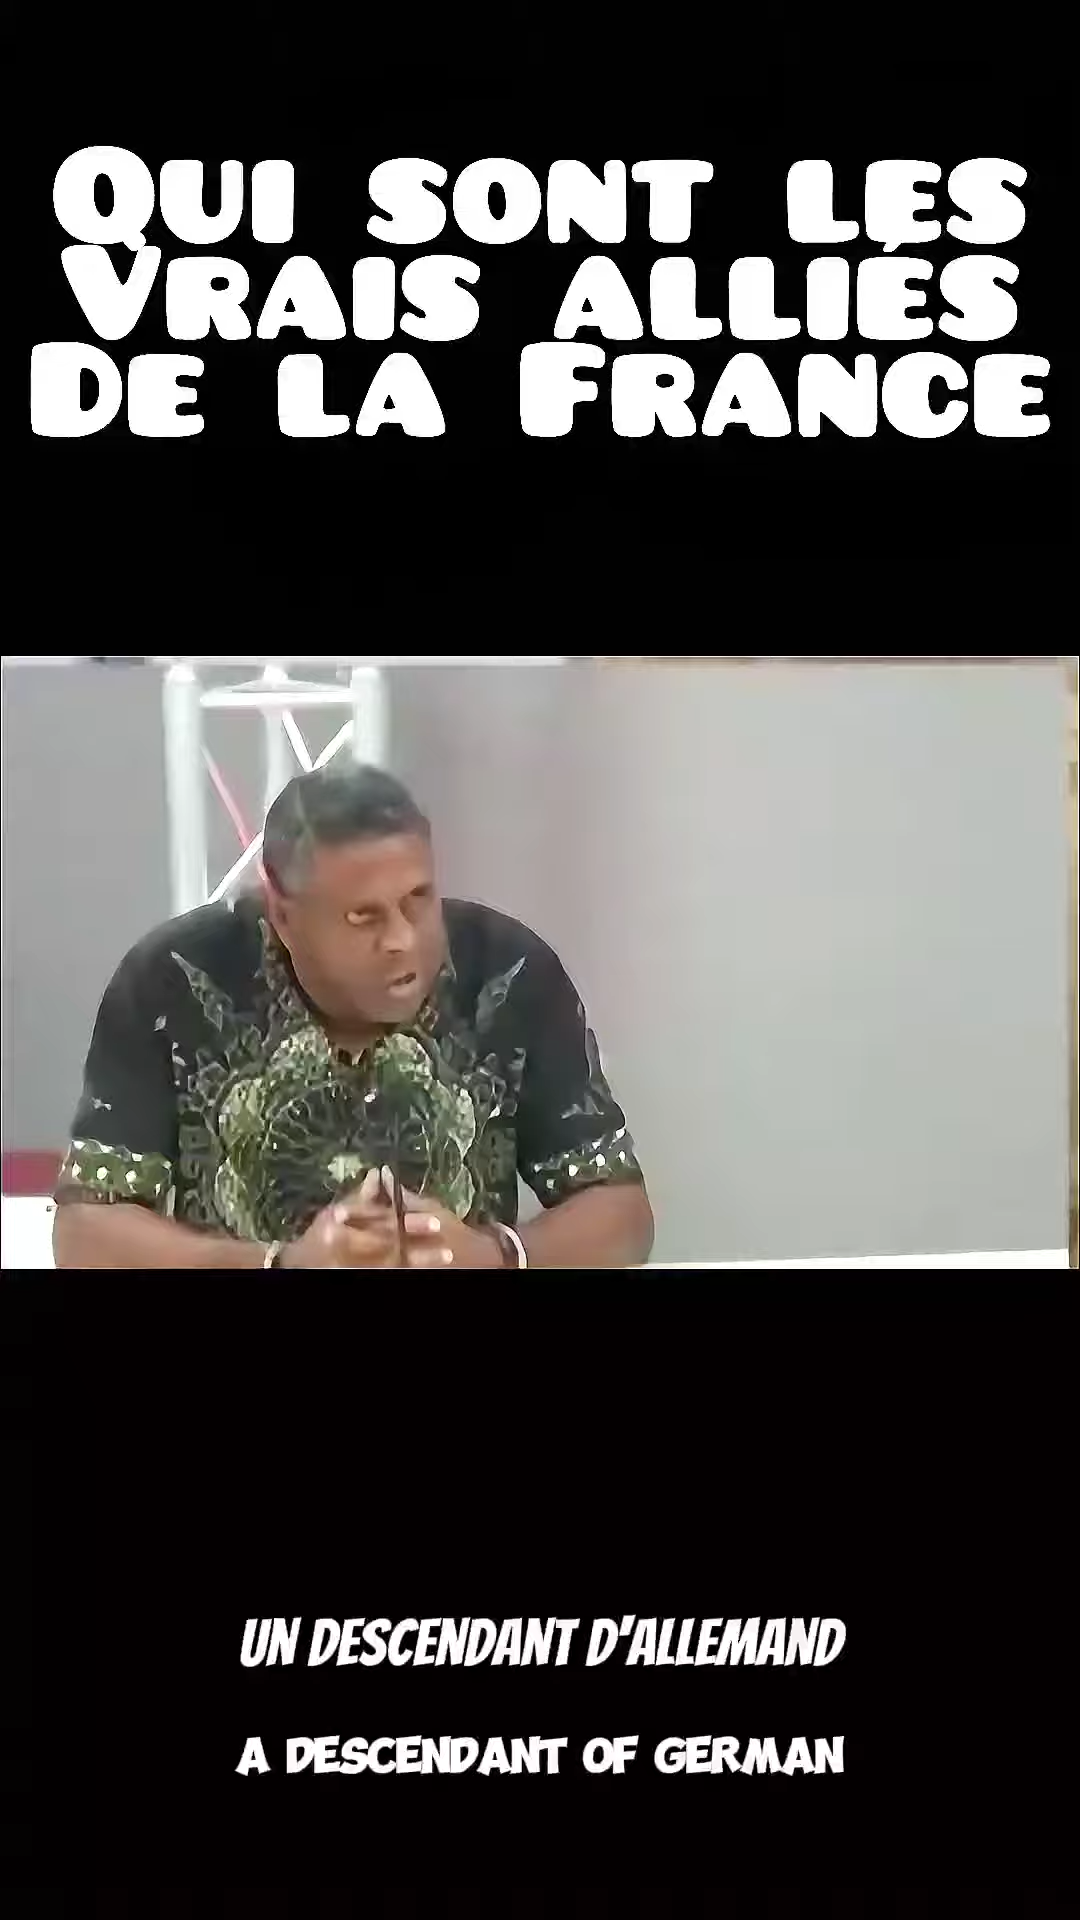 Qui sont les
Vrais alliés
De la France
UN DESCENDANT D'ALLEMAND
A DESCENDANT OF GERMAN